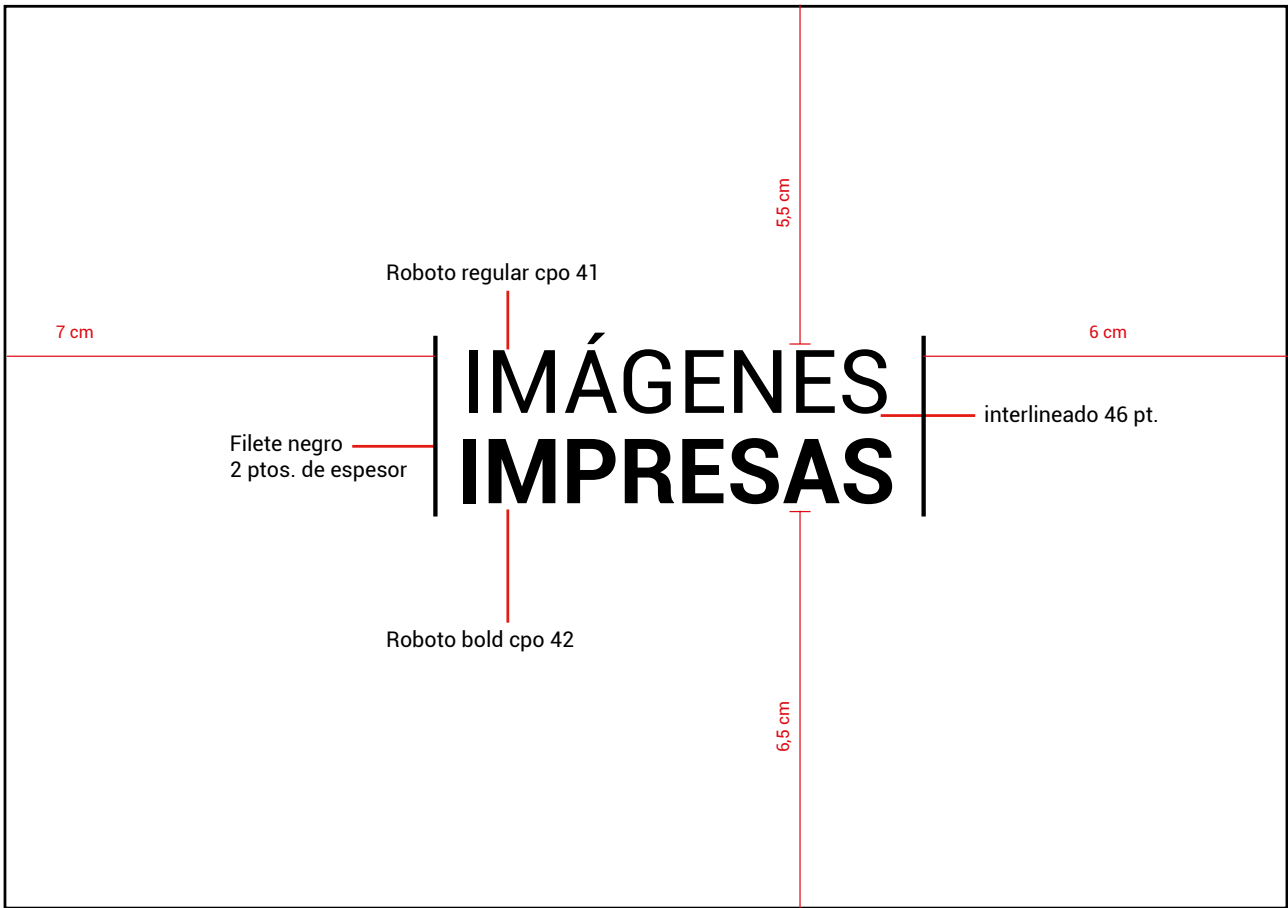 5,5 cm
Roboto regular cpo 41
7 cm
6 cm
IMÁGENES
interlineado 46 pt.
Filete negro
2 ptos. de espesor
IMPRESAS
Roboto bold cpo 42
6,5 cm